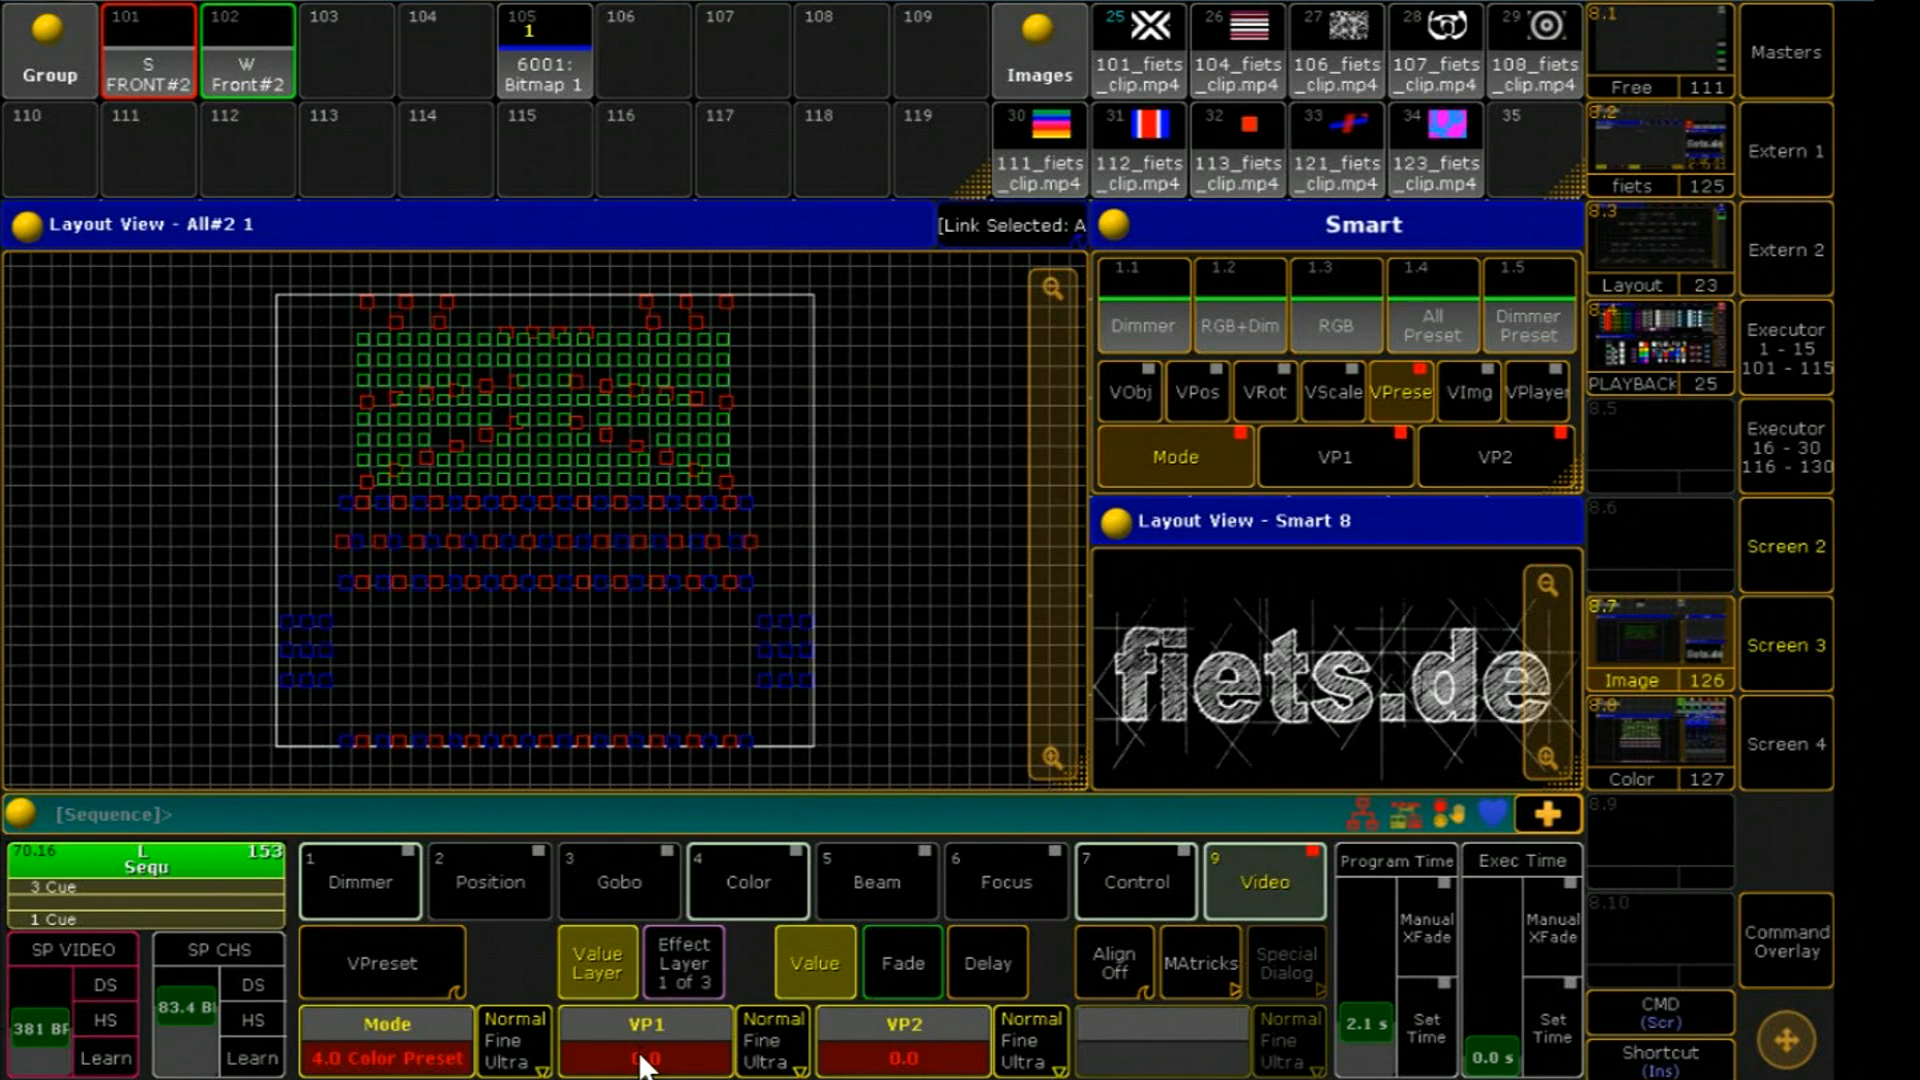 Group
101
S
FRONT#2
102
W
Front#2
103
104
105
1
6001:
Bitmap 1
106
107
108
109
Images
25
101_fiets
_clip.mp4
26
104_fiets
_clip.mp4
27
106_fiets
_clip.mp4
28
107_fiets
_clip.mp4
29
108_fiets
_clip.mp4
110
111
112
113
114
115
116
117
118
119
30
111_fiets
_clip.mp4
31
112_fiets
_clip.mp4
32
113_fiets
_clip.mp4
33
121_fiets
_clip.mp4
34
123_fiets
_clip.mp4
35
Layout View - All#2 1
[Link Selected: A
Smart
1.1
Dimmer
1.2
RGB+Dim
1.3
RGB
1.4
All
Preset
1.5
Dimmer
Preset
VObj
VPos
VRot
VScale
VPrese
VImg
VPlayer
Mode
VP1
VP2
Layout View - Smart 8
fiets.de
8.1
Free 111
8.2
fiets 125
8.3
Layout 23
8.4
PLAYBACK 25
8.5
8.6
8.7
Image 126
8.8
Color 127
8.9
8.10
Masters
Extern 1
Extern 2
Executor
1 - 15
101 - 115
Executor
16 - 30
116 - 130
Screen 2
Screen 3
Screen 4
Command
Overlay
CMD
(Scr)
Shortcut
(Ins)
[Sequence]>
70.16 L 153
Sequ
3 Cue
1 Cue
SP VIDEO
DS
HS
Learn
381 BP
SP CHS
DS
HS
Learn
83.4 B
1
Dimmer
2
Position
3
Gobo
4
Color
5
Beam
6
Focus
7
Control
9
Video
VPreset
Value
Layer
Effect
Layer
1 of 3
Value
Fade
Delay
Align
Off
MAtricks
Special
Dialog
Mode
4.0 Color Preset
Normal
Fine
Ultra
VP1
Normal
Fine
Ultra
VP2
0.0
Normal
Fine
Ultra
Normal
Fine
Ultra
Program Time
Manual
XFade
2.1 s
Set
Time
Exec Time
Manual
XFade
0.0 s
Set
Time